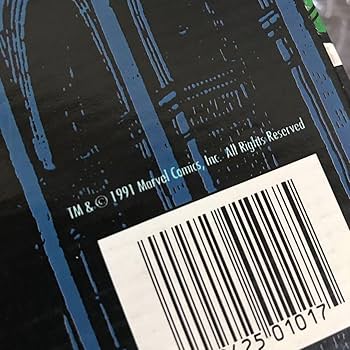 TM & © 1991 Marvel Comics, Inc. All Rights Reserved
25 01017